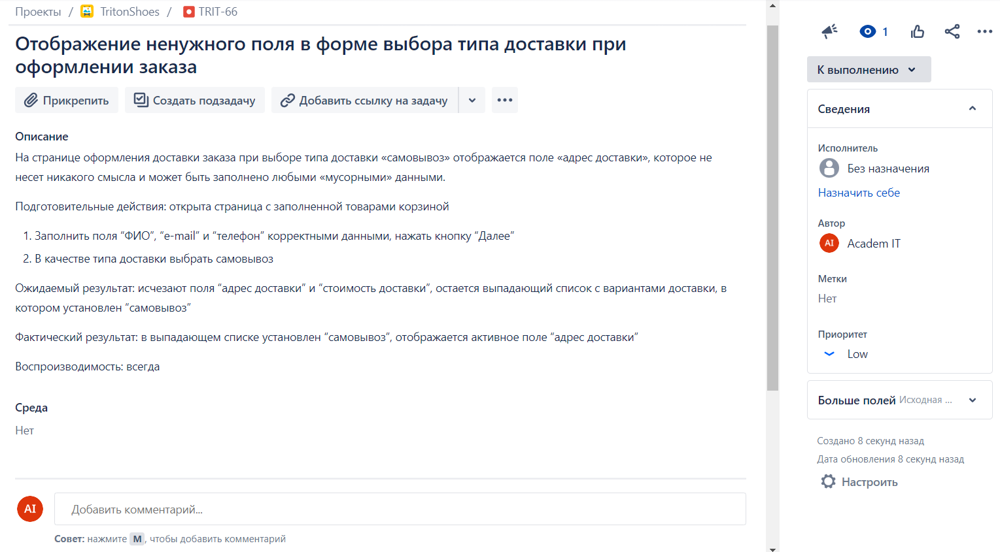 Проекты / TritonShoes / TRIT-66
Отображение ненужного поля в форме выбора типа доставки при
оформлении заказа
Прикрепить
Создать подзадачу
Добавить ссылку на задачу
Описание
На странице оформления доставки заказа при выборе типа доставки «самовывоз» отображается поле «адрес доставки», которое не
несет никакого смысла и может быть заполнено любыми «мусорными» данными.
Подготовительные действия: открыта страница с заполненной товарами корзиной
1. Заполнить поля “ФИО”, “e-mail” и “телефон” корректными данными, нажать кнопку “Далее”
2. В качестве типа доставки выбрать самовывоз
Ожидаемый результат: исчезают поля “адрес доставки” и “стоимость доставки”, остается выпадающий список с вариантами доставки, в
котором установлен “самовывоз”
Фактический результат: в выпадающем списке установлен “самовывоз”, отображается активное поле “адрес доставки”
Воспроизводимость: всегда
Среда
Нет
AI
Добавить комментарий...
Совет: нажмите M, чтобы добавить комментарий
1
К выполнению
Сведения
Исполнитель
Без назначения
Назначить себе
Автор
AI Academ IT
Метки
Нет
Приоритет
Low
Больше полей Исходная ...
Создано 8 секунд назад
Дата обновления 8 секунд назад
Настроить